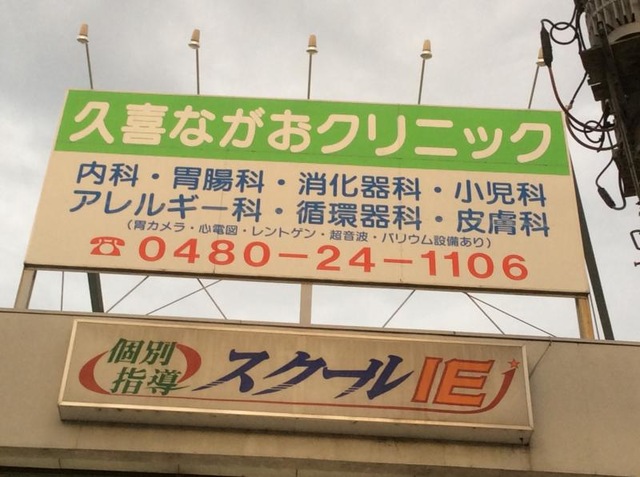 久喜ながおクリニック
内科・胃腸科・消化器科・小児科
アレルギー科・循環器科・皮膚科
(胃カメラ・心電図・レントゲン・超音波・バリウム設備あり)
☎0480-24-1106
個別
指導
スクールIE